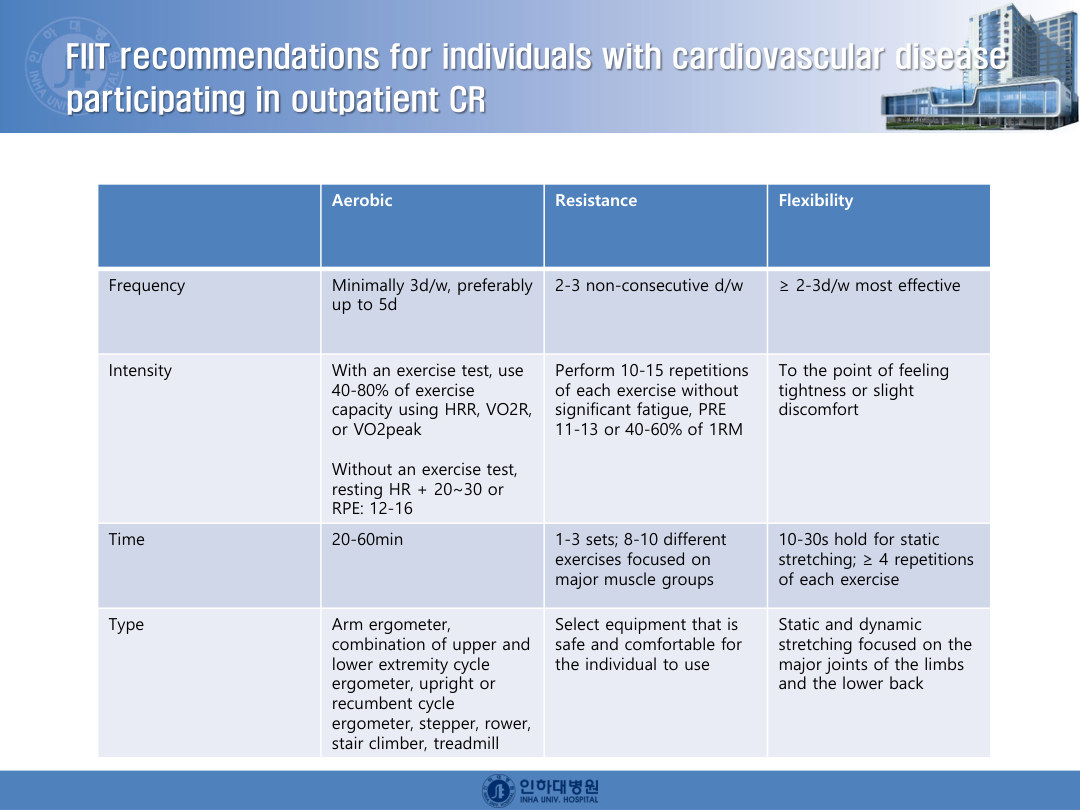 FIIT recommendations for individuals with cardiovascular disease
participating in outpatient CR
Aerobic
Resistance
Flexibility
Frequency
Minimally 3d/w, preferably
up to 5d
2-3 non-consecutive d/w
≥ 2-3d/w most effective
Intensity
With an exercise test, use
40-80% of exercise
capacity using HRR, VO2R,
or VO2peak
Without an exercise test,
resting HR + 20~30 or
RPE: 12-16
Perform 10-15 repetitions
of each exercise without
significant fatigue, PRE
11-13 or 40-60% of 1RM
To the point of feeling
tightness or slight
discomfort
Time
20-60min
1-3 sets; 8-10 different
exercises focused on
major muscle groups
10-30s hold for static
stretching; ≥ 4 repetitions
of each exercise
Type
Arm ergometer,
combination of upper and
lower extremity cycle
ergometer, upright or
recumbent cycle
ergometer, stepper, rower,
stair climber, treadmill
Select equipment that is
safe and comfortable for
the individual to use
Static and dynamic
stretching focused on the
major joints of the limbs
and the lower back
인하대병원
INHA UNIV. HOSPITAL